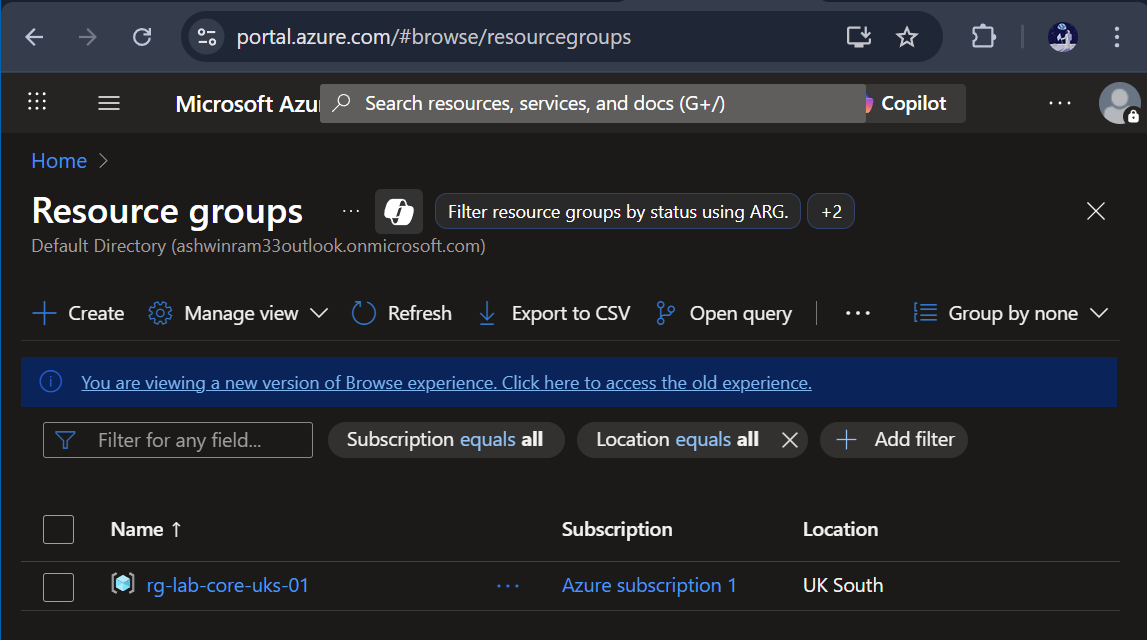 portal.azure.com/#browse/resourcegroups
Microsoft Azu
Search resources, services, and docs (G+/)
Copilot
Home
Resource groups
Filter resource groups by status using ARG.
+2
Default Directory (ashwinram33outlook.onmicrosoft.com)
Create
Manage view
Refresh
Export to CSV
Open query
Group by none
You are viewing a new version of Browse experience. Click here to access the old experience.
Filter for any field...
Subscription equals all
Location equals all
Add filter
Name ↑
Subscription
Location
rg-lab-core-uks-01
Azure subscription 1
UK South